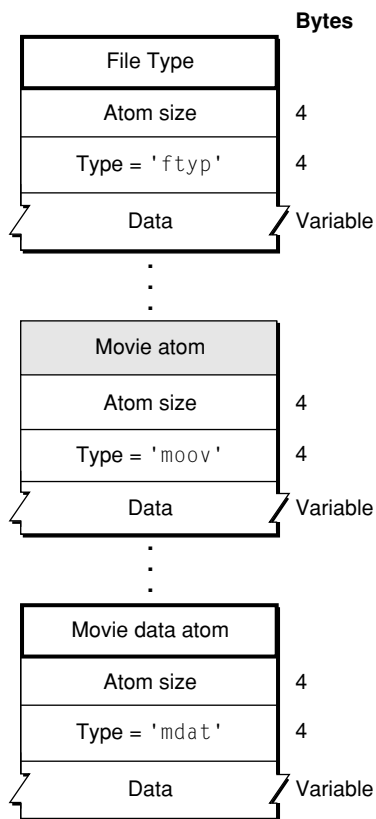 Bytes
File Type
Atom size 4
Type = 'ftyp' 4
Data Variable
Movie atom
Atom size 4
Type = 'moov' 4
Data Variable
Movie data atom
Atom size 4
Type = 'mdat' 4
Data Variable